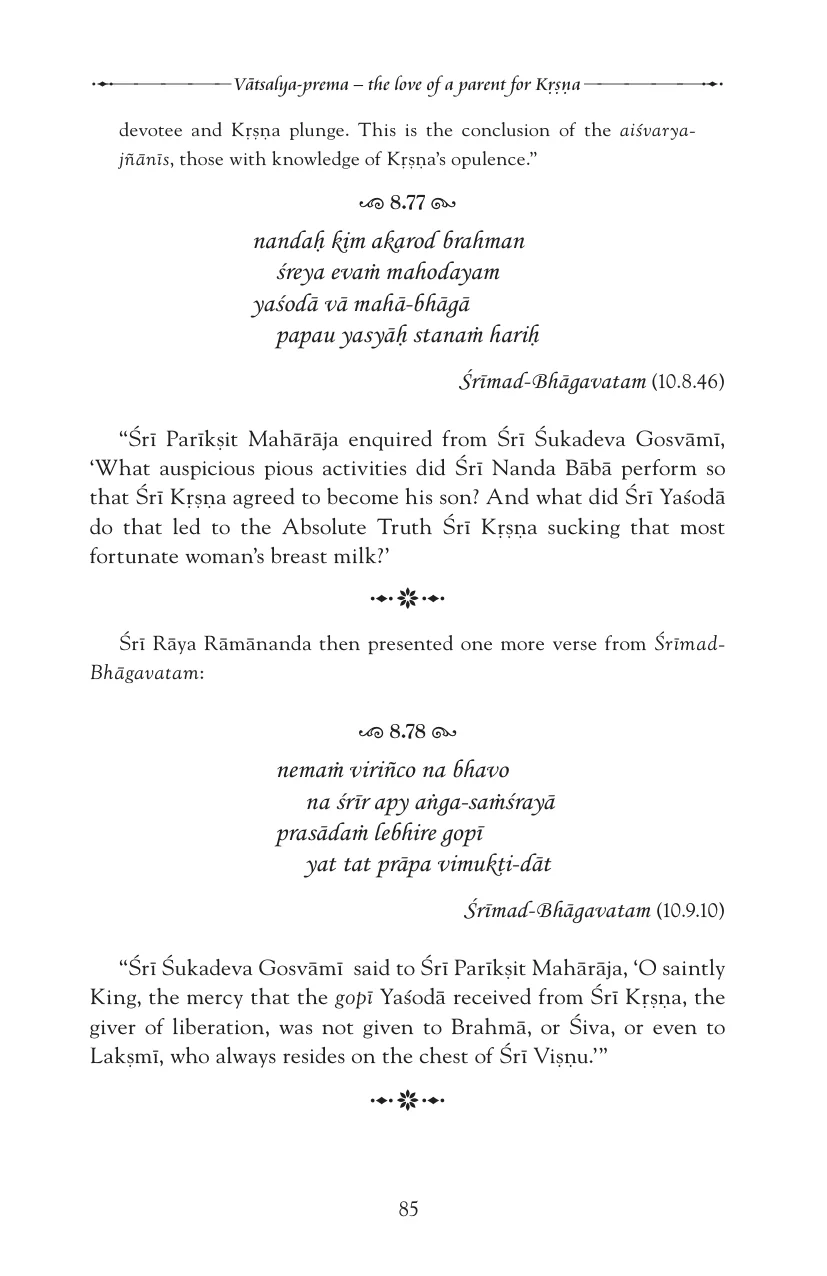 Vātsalya-prema – the love of a parent for Kṛṣṇa
devotee and Kṛṣṇa plunge. This is the conclusion of the aiśvarya-
jñānīs, those with knowledge of Kṛṣṇa’s opulence.”
8.77
nandaḥ kim akarod brahman
śreya evaṁ mahodayam
yaśodā vā mahā-bhāgā
papau yasyāḥ stanaṁ hariḥ
Śrīmad-Bhāgavatam (10.8.46)
“Śrī Parīkṣit Mahārāja enquired from Śrī Śukadeva Gosvāmī,
‘What auspicious pious activities did Śrī Nanda Bābā perform so
that Śrī Kṛṣṇa agreed to become his son? And what did Śrī Yaśodā
do that led to the Absolute Truth Śrī Kṛṣṇa sucking that most
fortunate woman’s breast milk?’
Śrī Rāya Rāmānanda then presented one more verse from Śrīmad-
Bhāgavatam:
8.78
nemaṁ viriñco na bhavo
na śrīr apy aṅga-saṁśrayā
prasādaṁ lebhire gopī
yat tat prāpa vimukṭi-dāt
Śrīmad-Bhāgavatam (10.9.10)
“Śrī Śukadeva Gosvāmī said to Śrī Parīkṣit Mahārāja, ‘O saintly
King, the mercy that the gopī Yaśodā received from Śrī Kṛṣṇa, the
giver of liberation, was not given to Brahmā, or Śiva, or even to
Lakṣmī, who always resides on the chest of Śrī Viṣṇu.’”
85